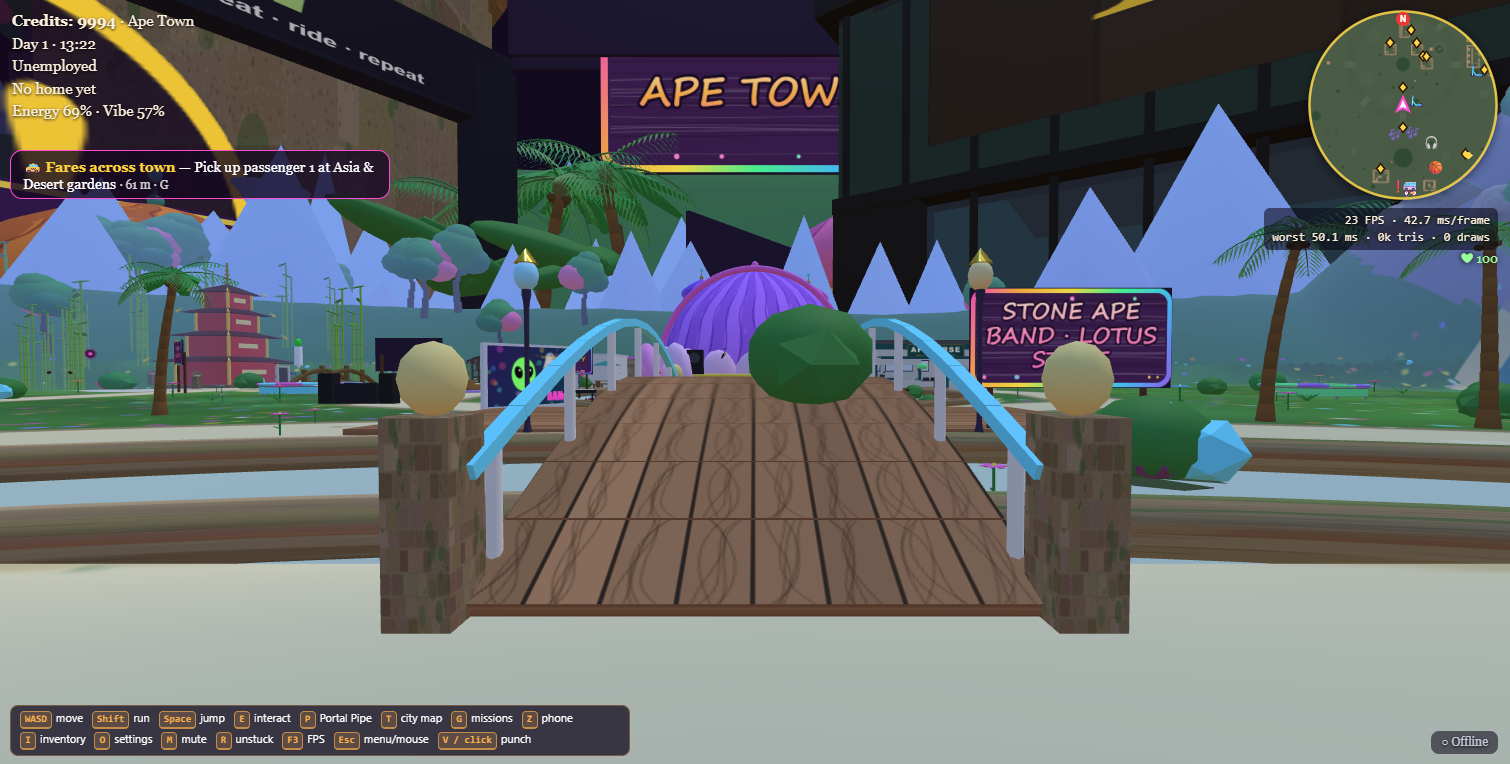 Credits: 9994 · Ape Town
Day 1 · 13:22
Unemployed
No home yet
Energy 69% · Vibe 57%
eat · ride · repeat
APE TOW
N
Fares across town — Pick up passenger 1 at Asia &
Desert gardens · 61 m · G
23 FPS · 42.7 ms/frame
worst 50.1 ms · 0k tris · 0 draws
100
STONE APE
BAND · LOTUS
WASD move Shift run Space jump E interact P Portal Pipe T city map G missions Z phone
I inventory O settings M mute R unstuck F3 FPS Esc menu/mouse V / click punch
Offline